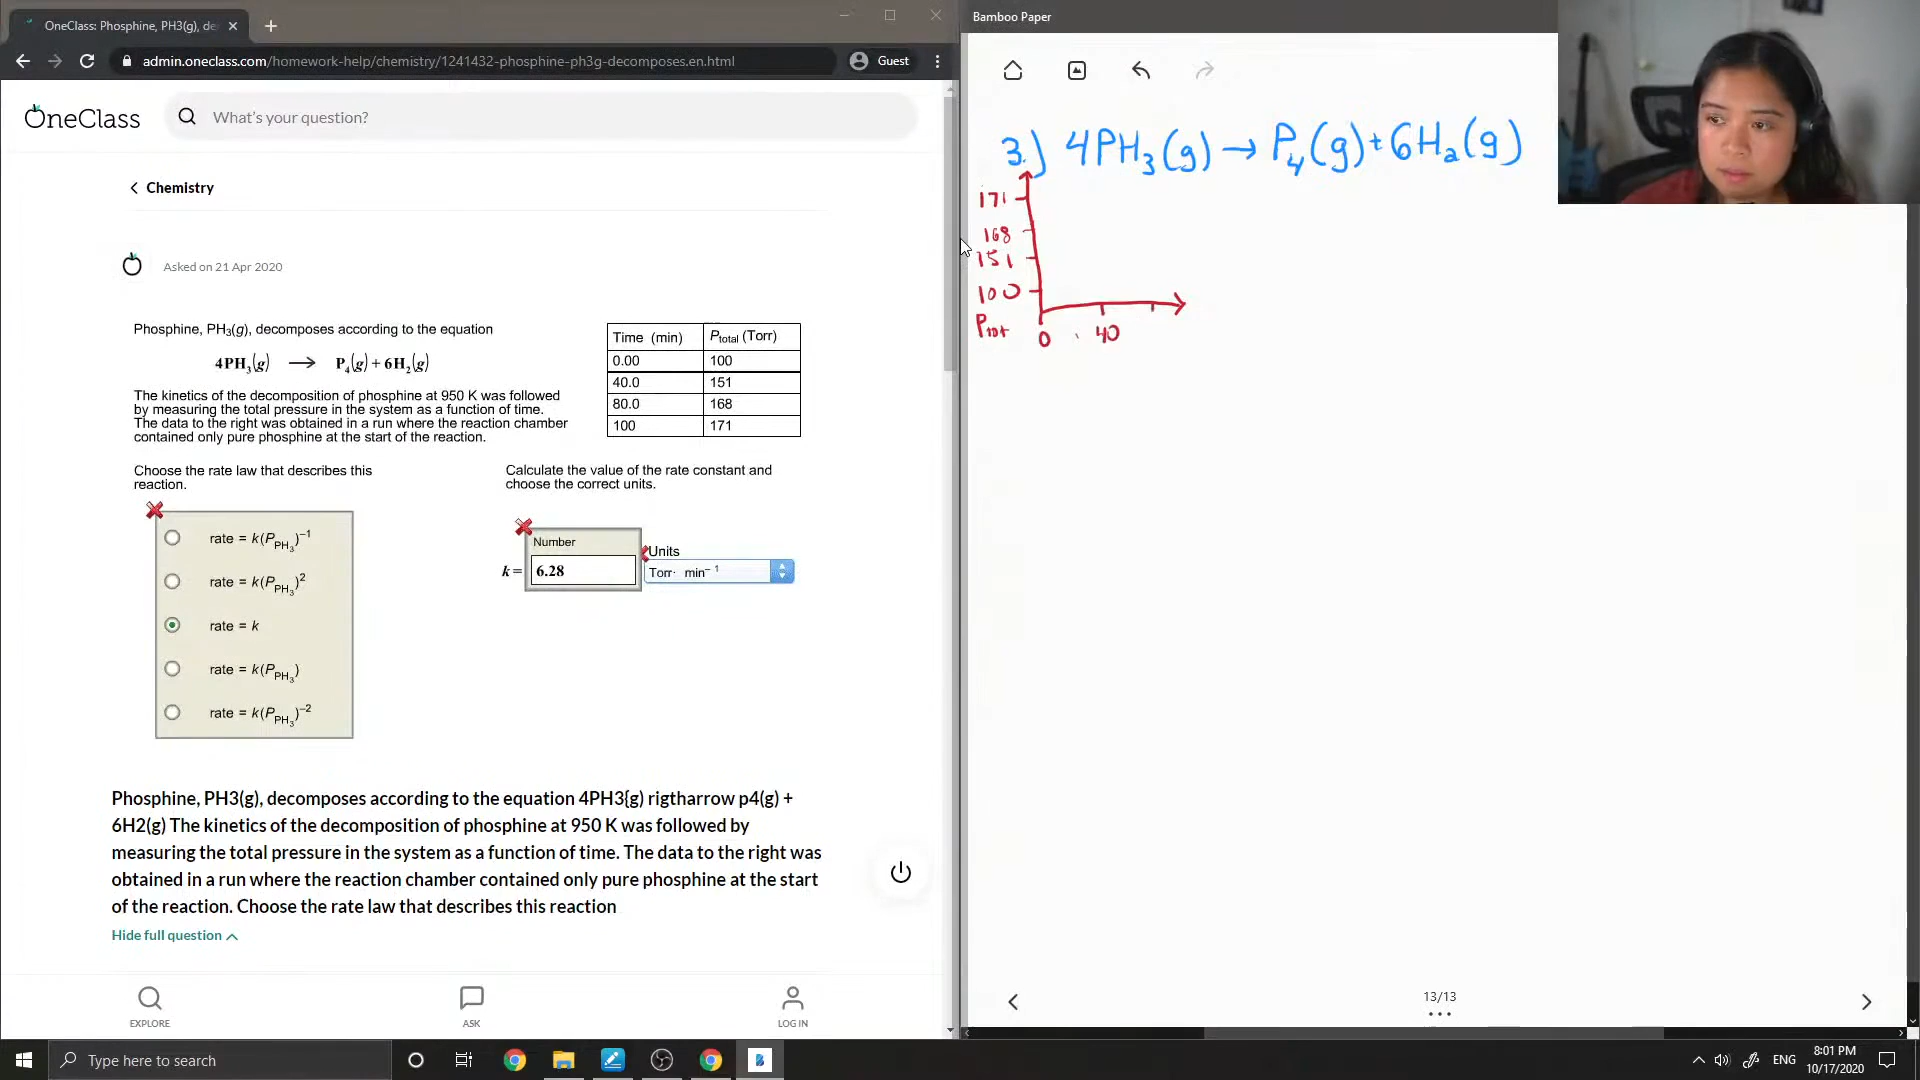 OneClass: Phosphine, PH3(g), de
admin.oneclass.com/homework-help/chemistry/1241432-phosphine-ph3g-decomposes.en.html
Guest
OneClass
What's your question?
Chemistry
Asked on 21 Apr 2020
Phosphine, PH₃(g), decomposes according to the equation
4PH₃(g) → P₄(g) + 6H₂(g)
The kinetics of the decomposition of phosphine at 950 K was followed
by measuring the total pressure in the system as a function of time.
The data to the right was obtained in a run where the reaction chamber
contained only pure phosphine at the start of the reaction.
Time (min) Ptotal (Torr)
0.00 100
40.0 151
80.0 168
100 171
Choose the rate law that describes this
reaction.
rate = k(P_PH₃)⁻¹
rate = k(P_PH₃)²
rate = k
rate = k(P_PH₃)
rate = k(P_PH₃)⁻²
Calculate the value of the rate constant and
choose the correct units.
Number
k = 6.28
Units
Torr· min⁻¹
Phosphine, PH3(g), decomposes according to the equation 4PH3{g) rigtharrow p4(g) +
6H2(g) The kinetics of the decomposition of phosphine at 950 K was followed by
measuring the total pressure in the system as a function of time. The data to the right was
obtained in a run where the reaction chamber contained only pure phosphine at the start
of the reaction. Choose the rate law that describes this reaction
Hide full question
EXPLORE
ASK
LOG IN
Bamboo Paper
3.) 4PH₃(g) → P₄(g) + 6H₂(g)
171
168
151
100
Ptot
0 40
13/13
Type here to search
ENG
8:01 PM
10/17/2020